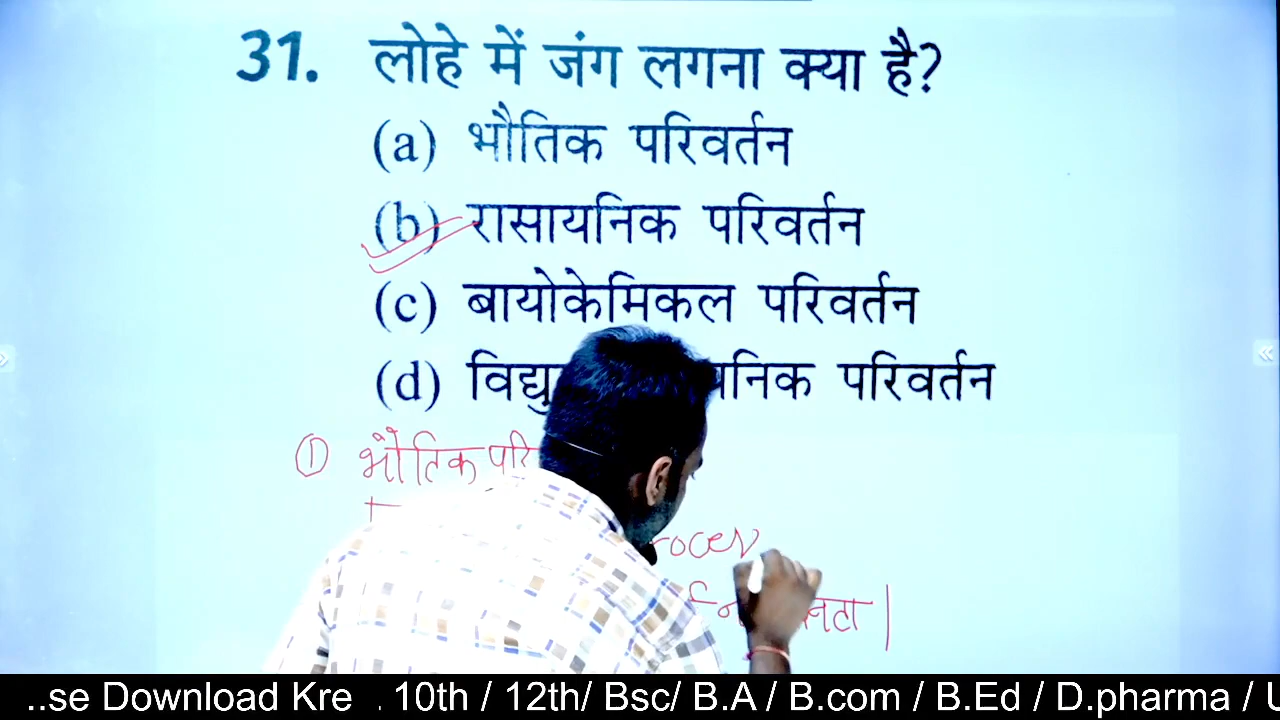 31. लोहे में जंग लगना क्या है?
(a) भौतिक परिवर्तन
(b) रासायनिक परिवर्तन
(c) बायोकेमिकल परिवर्तन
(d) परिवर्तन
① भौतिक
..se Download Kre . 10th / 12th/ Bsc/ B.A / B.com / B.Ed / D.pharma /